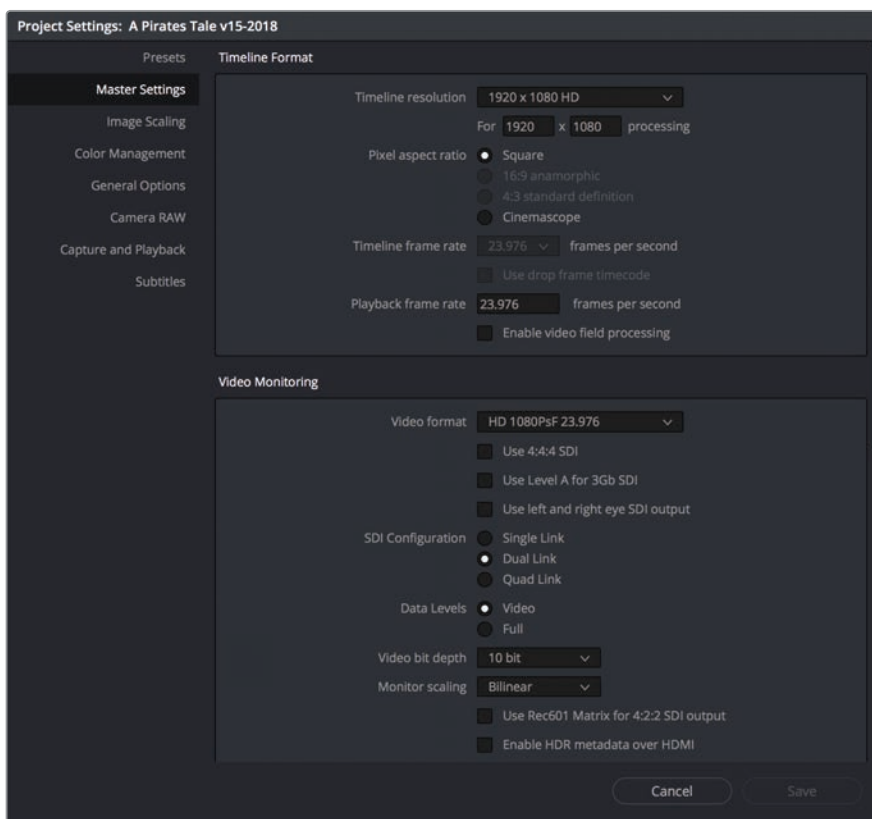 Project Settings: A Pirates Tale v15-2018
Presets
Master Settings
Image Scaling
Color Management
General Options
Camera RAW
Capture and Playback
Subtitles
Timeline Format
Timeline resolution 1920 x 1080 HD
For 1920 x 1080 processing
Pixel aspect ratio Square
16:9 anamorphic
4:3 standard definition
Cinemascope
Timeline frame rate 23.976 frames per second
Use drop frame timecode
Playback frame rate 23.976 frames per second
Enable video field processing
Video Monitoring
Video format HD 1080PsF 23.976
Use 4:4:4 SDI
Use Level A for 3Gb SDI
Use left and right eye SDI output
SDI Configuration Single Link
Dual Link
Quad Link
Data Levels Video
Full
Video bit depth 10 bit
Monitor scaling Bilinear
Use Rec601 Matrix for 4:2:2 SDI output
Enable HDR metadata over HDMI
Cancel Save